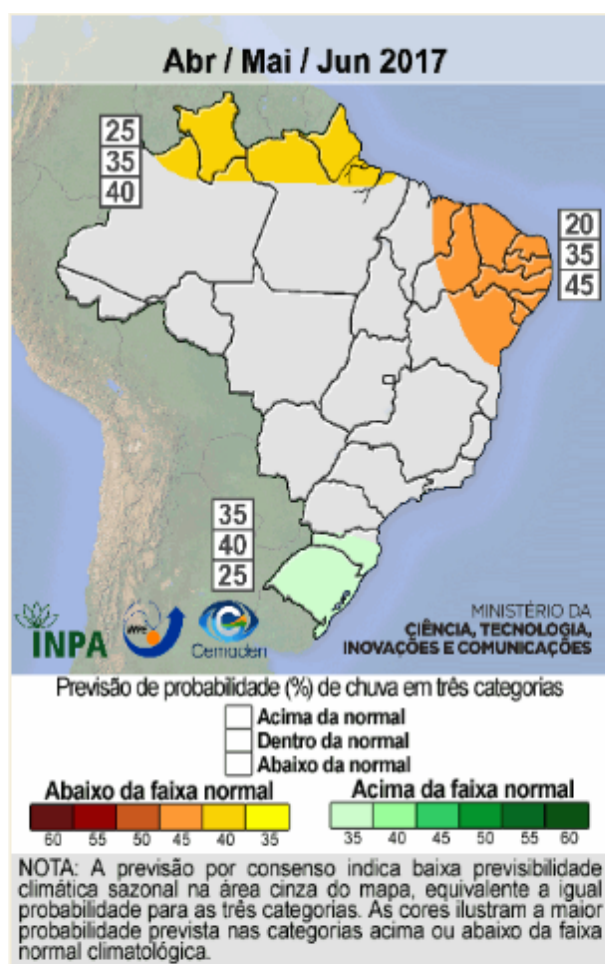 Abr / Mai / Jun 2017
25
35
40
20
35
45
35
40
25
INPA
Cemaden
MINISTÉRIO DA
CIÊNCIA, TECNOLOGIA,
INOVAÇÕES E COMUNICAÇÕES
Previsão de probabilidade (%) de chuva em três categorias
Acima da normal
Dentro da normal
Abaixo da normal
Abaixo da faixa normal
60 55 50 45 40 35
Acima da faixa normal
35 40 45 50 55 60
NOTA: A previsão por consenso indica baixa previsibilidade
climática sazonal na área cinza do mapa, equivalente a igual
probabilidade para as três categorias. As cores ilustram a maior
probabilidade prevista nas categorias acima ou abaixo da faixa
normal climatológica.